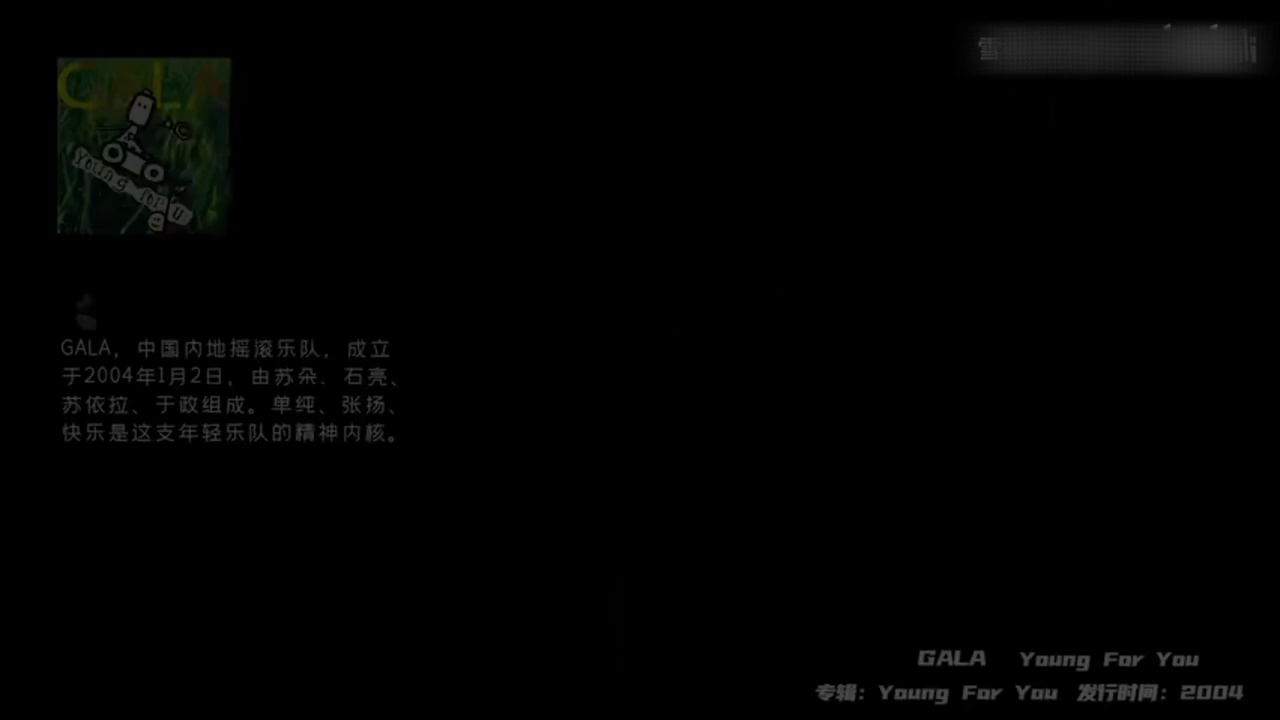 GALA
Young for U
GALA，中国内地摇滚乐队，成立
于2004年1月2日，由苏朵、石亮、
苏依拉、于政组成。单纯、张扬、
快乐是这支年轻乐队的精神内核。
GALA Young For You
专辑：Young For You 发行时间：2004